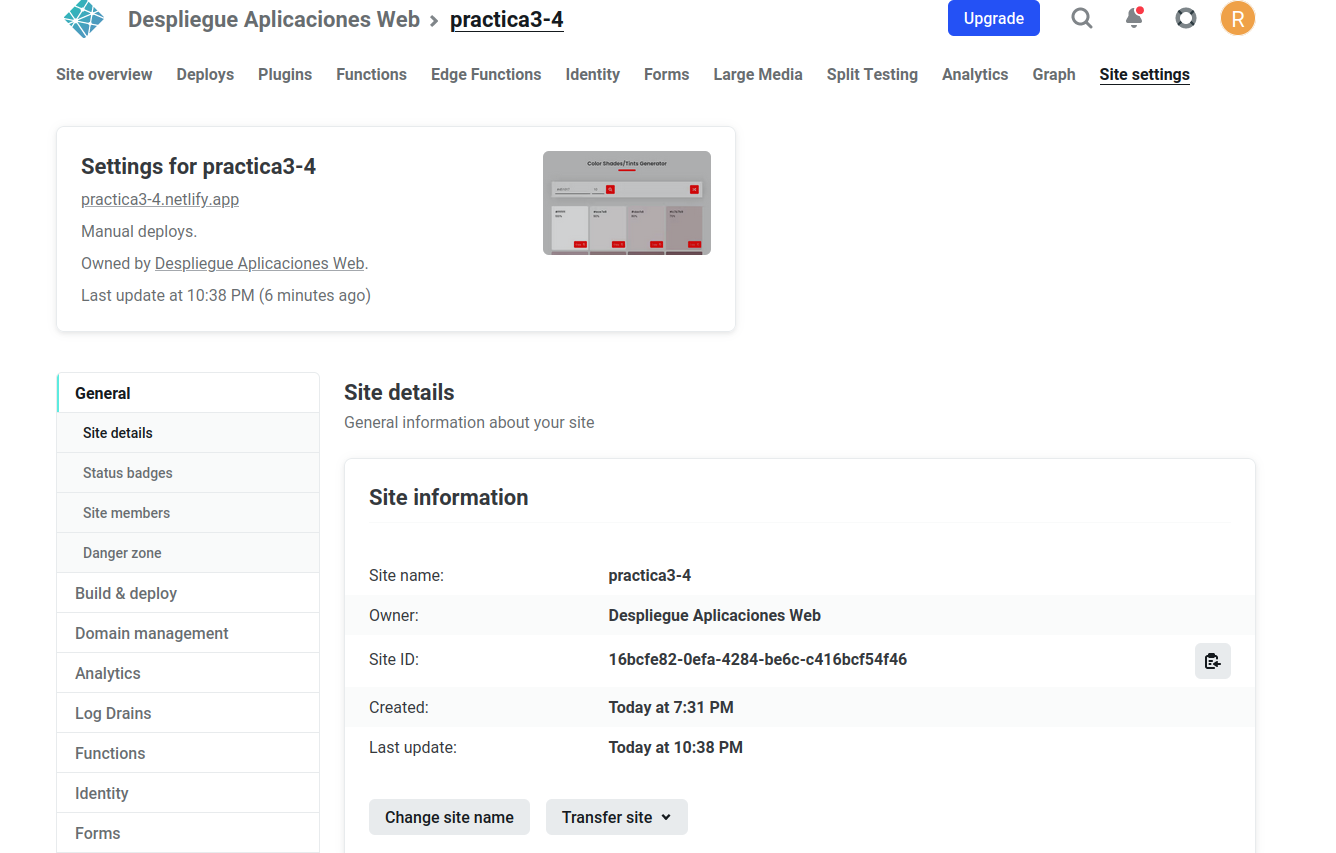 Despliegue Aplicaciones Web > practica3-4
Upgrade
R
Site overview Deploys Plugins Functions Edge Functions Identity Forms Large Media Split Testing Analytics Graph Site settings
Settings for practica3-4
practica3-4.netlify.app
Manual deploys.
Owned by Despliegue Aplicaciones Web.
Last update at 10:38 PM (6 minutes ago)
Color Shades/Tints Generator
General
Site details
Status badges
Site members
Danger zone
Build & deploy
Domain management
Analytics
Log Drains
Functions
Identity
Forms
Site details
General information about your site
Site information
Site name: practica3-4
Owner: Despliegue Aplicaciones Web
Site ID: 16bcfe82-0efa-4284-be6c-c416bcf54f46
Created: Today at 7:31 PM
Last update: Today at 10:38 PM
Change site name Transfer site